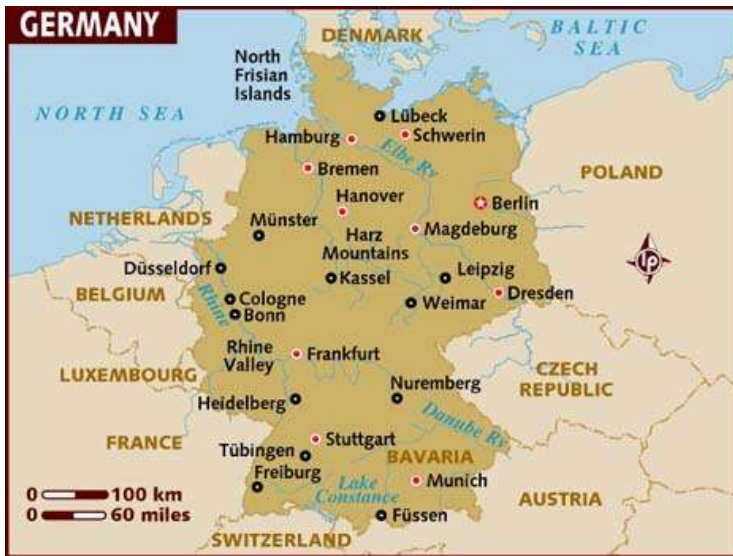 GERMANY
DENMARK
BALTIC
SEA
North
Frisian
Islands
NORTH SEA
Lübeck
Schwerin
Hamburg
Elbe Rv
Bremen
POLAND
Hanover
Berlin
NETHERLANDS
Münster
Magdeburg
Harz
Mountains
Düsseldorf
Kassel
Leipzig
LP
BELGIUM
Rhine
Cologne
Weimar
Dresden
Bonn
Rhine
Valley
Frankfurt
LUXEMBOURG
CZECH
REPUBLIC
Nuremberg
Heidelberg
Danube Rv
FRANCE
Stuttgart
Tübingen
BAVARIA
Freiburg
Lake
Constance
Munich
0 100 km
0 60 miles
Füssen
AUSTRIA
SWITZERLAND